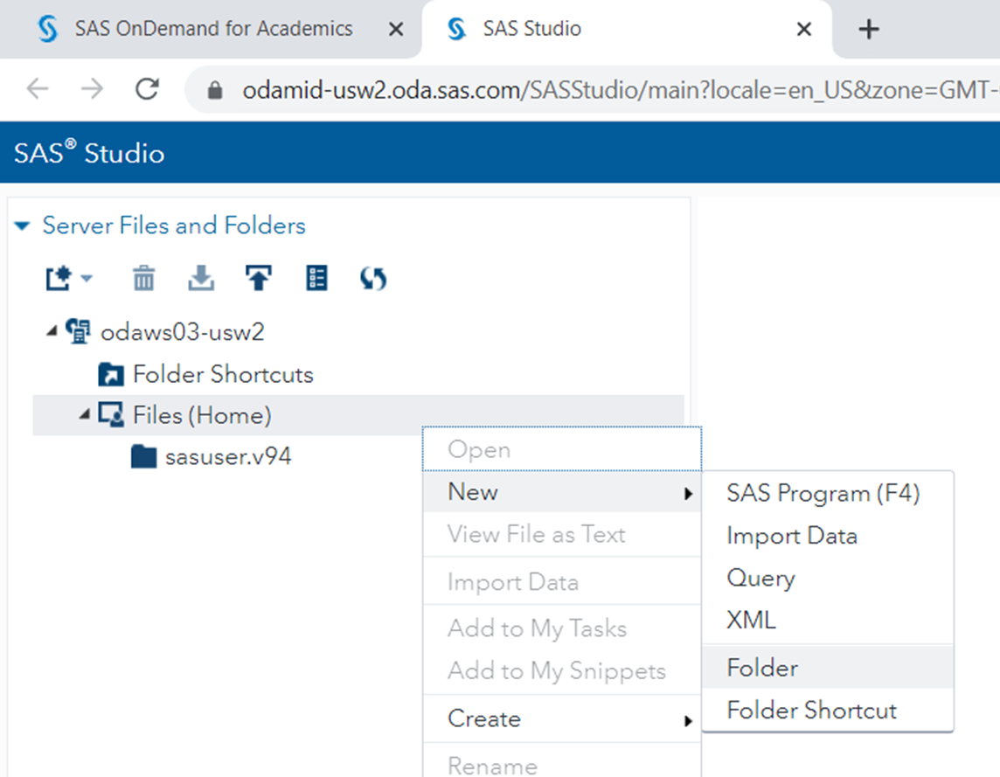 SAS OnDemand for Academics
SAS Studio
odamid-usw2.oda.sas.com/SASStudio/main?locale=en_US&zone=GMT-
SAS® Studio
Server Files and Folders
odaws03-usw2
Folder Shortcuts
Files (Home)
sasuser.v94
Open
New
View File as Text
Import Data
Add to My Tasks
Add to My Snippets
Create
Rename
SAS Program (F4)
Import Data
Query
XML
Folder
Folder Shortcut